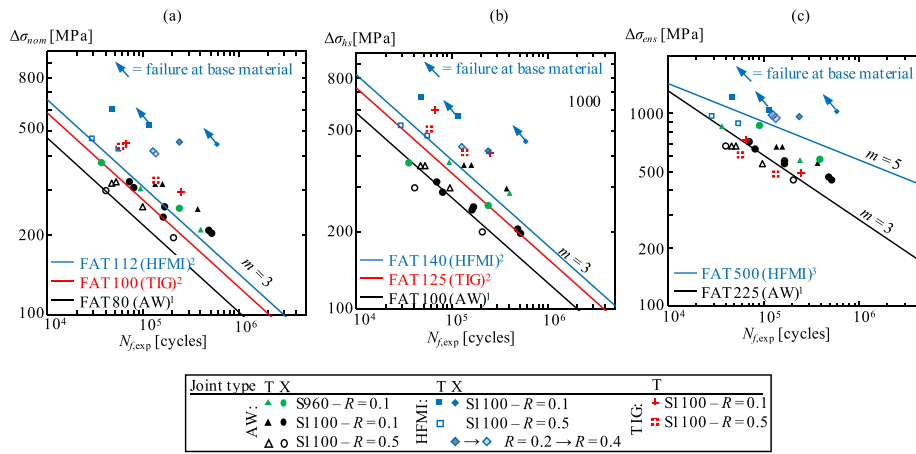 (a)
Δσnom [MPa]
800
500
200
100
= failure at base material
m = 3
FAT 112 (HFMI)²
FAT 100 (TIG)²
FAT 80 (AW)¹
10⁴ 10⁵ 10⁶
Nf,exp [cycles]
(b)
Δσhs [MPa]
800
500
200
100
= failure at base material
1000
m = 3
FAT 140 (HFMI)²
FAT 125 (TIG)²
FAT 100 (AW)¹
10⁴ 10⁵ 10⁶
Nf,exp [cycles]
(c)
Δσens [MPa]
1000
500
200
100
= failure at base material
m = 5
m = 3
FAT 500 (HFMI)³
FAT 225 (AW)¹
10⁴ 10⁵ 10⁶
Nf,exp [cycles]
Joint type T X T X T
AW: S960 – R = 0.1
S1100 – R = 0.1
S1100 – R = 0.5
HFMI: S1100 – R = 0.1
S1100 – R = 0.5
→ R = 0.2 → R = 0.4
TIG: S1100 – R = 0.1
S1100 – R = 0.5